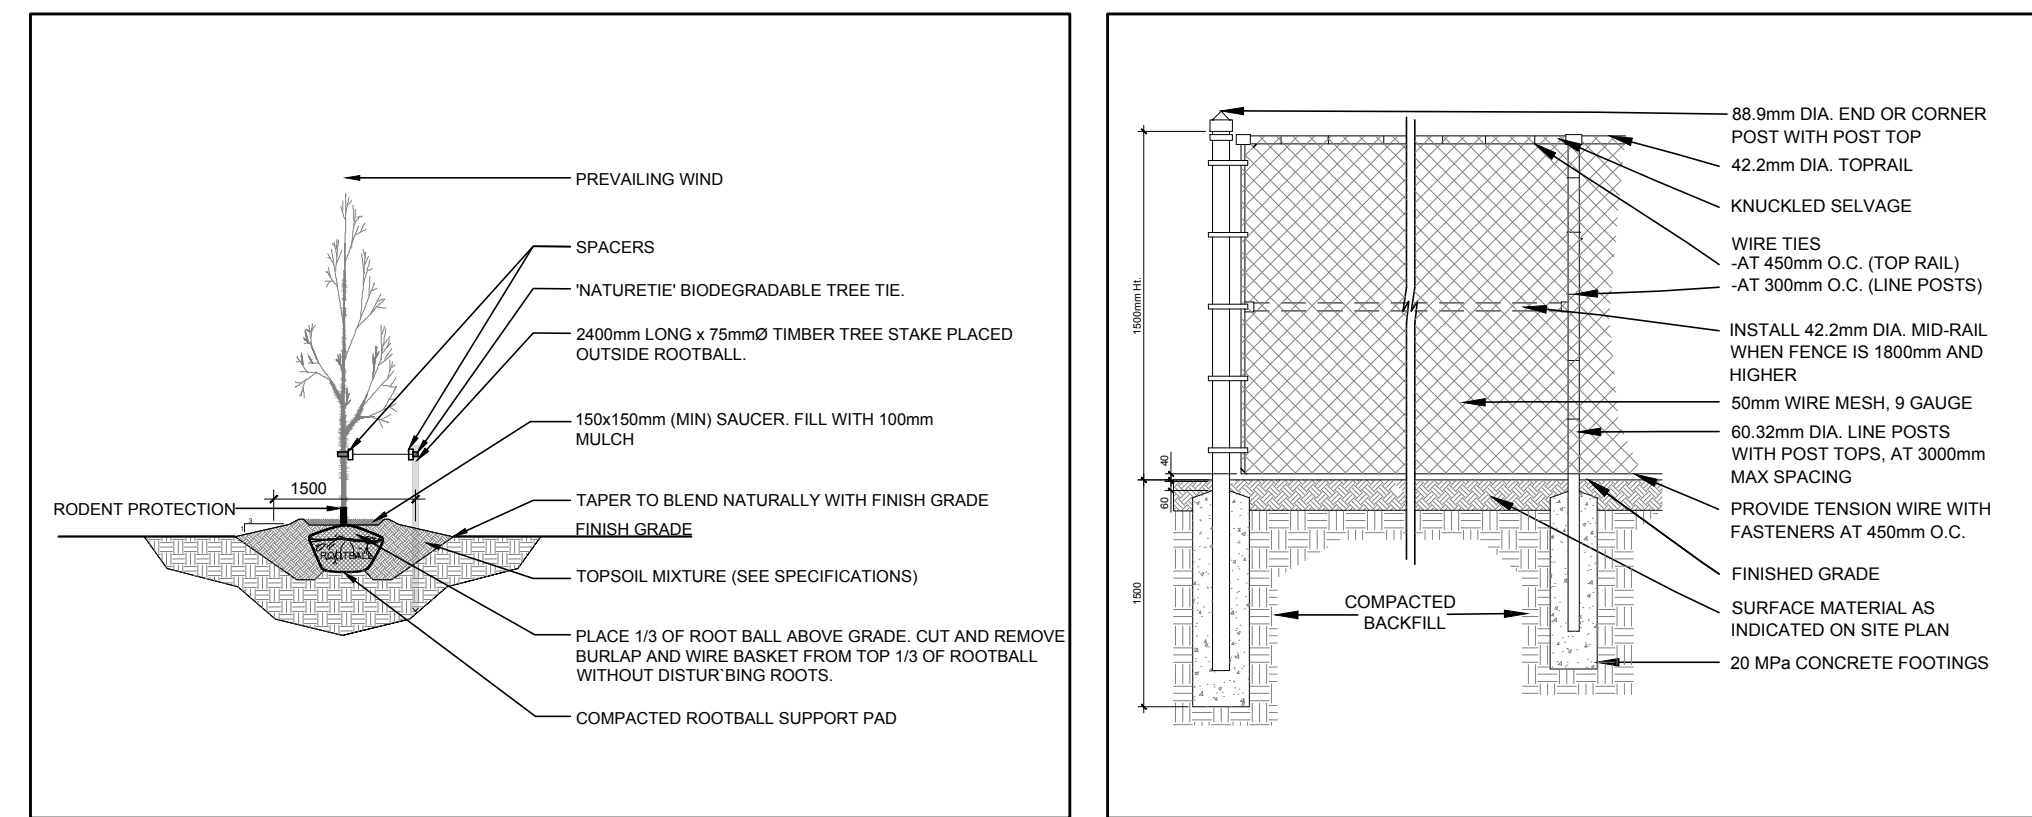 PREVAILING WIND
SPACERS
'NATURETIE' BIODEGRADABLE TREE TIE.
2400mm LONG x 75mmØ TIMBER TREE STAKE PLACED
OUTSIDE ROOTBALL.
150x150mm (MIN) SAUCER. FILL WITH 100mm
MULCH
1500
RODENT PROTECTION
3
1
TAPER TO BLEND NATURALLY WITH FINISH GRADE
FINISH GRADE
ROOTBALL
TOPSOIL MIXTURE (SEE SPECIFICATIONS)
PLACE 1/3 OF ROOT BALL ABOVE GRADE. CUT AND REMOVE
BURLAP AND WIRE BASKET FROM TOP 1/3 OF ROOTBALL
WITHOUT DISTUR`BING ROOTS.
COMPACTED ROOTBALL SUPPORT PAD
88.9mm DIA. END OR CORNER
POST WITH POST TOP
42.2mm DIA. TOPRAIL
KNUCKLED SELVAGE
WIRE TIES
-AT 450mm O.C. (TOP RAIL)
-AT 300mm O.C. (LINE POSTS)
INSTALL 42.2mm DIA. MID-RAIL
WHEN FENCE IS 1800mm AND
HIGHER
50mm WIRE MESH, 9 GAUGE
60.32mm DIA. LINE POSTS
WITH POST TOPS, AT 3000mm
MAX SPACING
PROVIDE TENSION WIRE WITH
FASTENERS AT 450mm O.C.
FINISHED GRADE
SURFACE MATERIAL AS
INDICATED ON SITE PLAN
20 MPa CONCRETE FOOTINGS
1500mm Ht.
40
60
1500
COMPACTED
BACKFILL